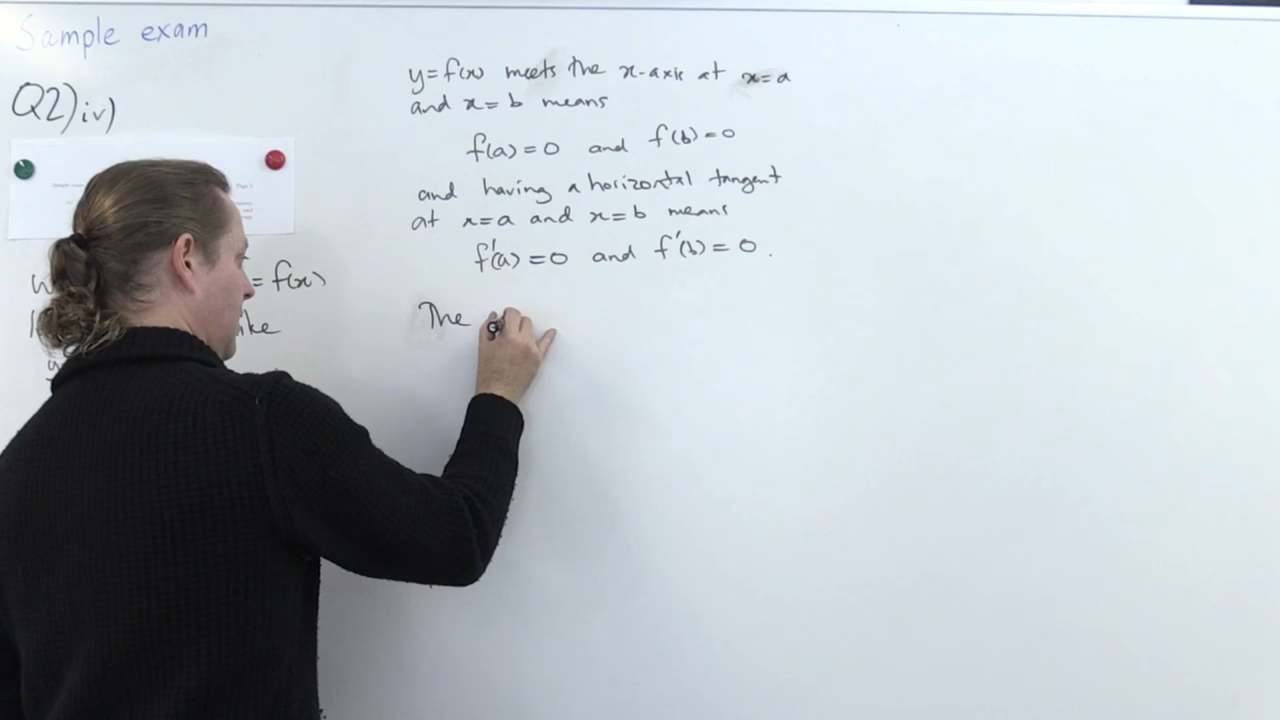 Sample exam
Q2)iv)
= f(x)
y=f(x) meets the x-axis at x=a
and x=b means
f(a)=0 and f(b)=0
and having a horizontal tangent
at x=a and x=b means
f'(a)=0 and f'(b)=0.
The